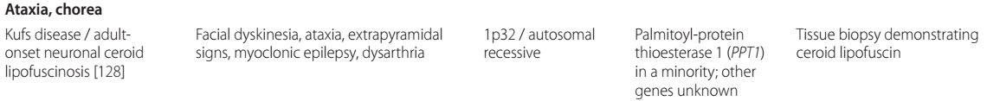 Ataxia, chorea
Kufs disease / adult-
onset neuronal ceroid
lipofuscinosis [128]
Facial dyskinesia, ataxia, extrapyramidal
signs, myoclonic epilepsy, dysarthria
1p32 / autosomal
recessive
Palmitoyl-protein
thioesterase 1 (PPT1)
in a minority; other
genes unknown
Tissue biopsy demonstrating
ceroid lipofuscin